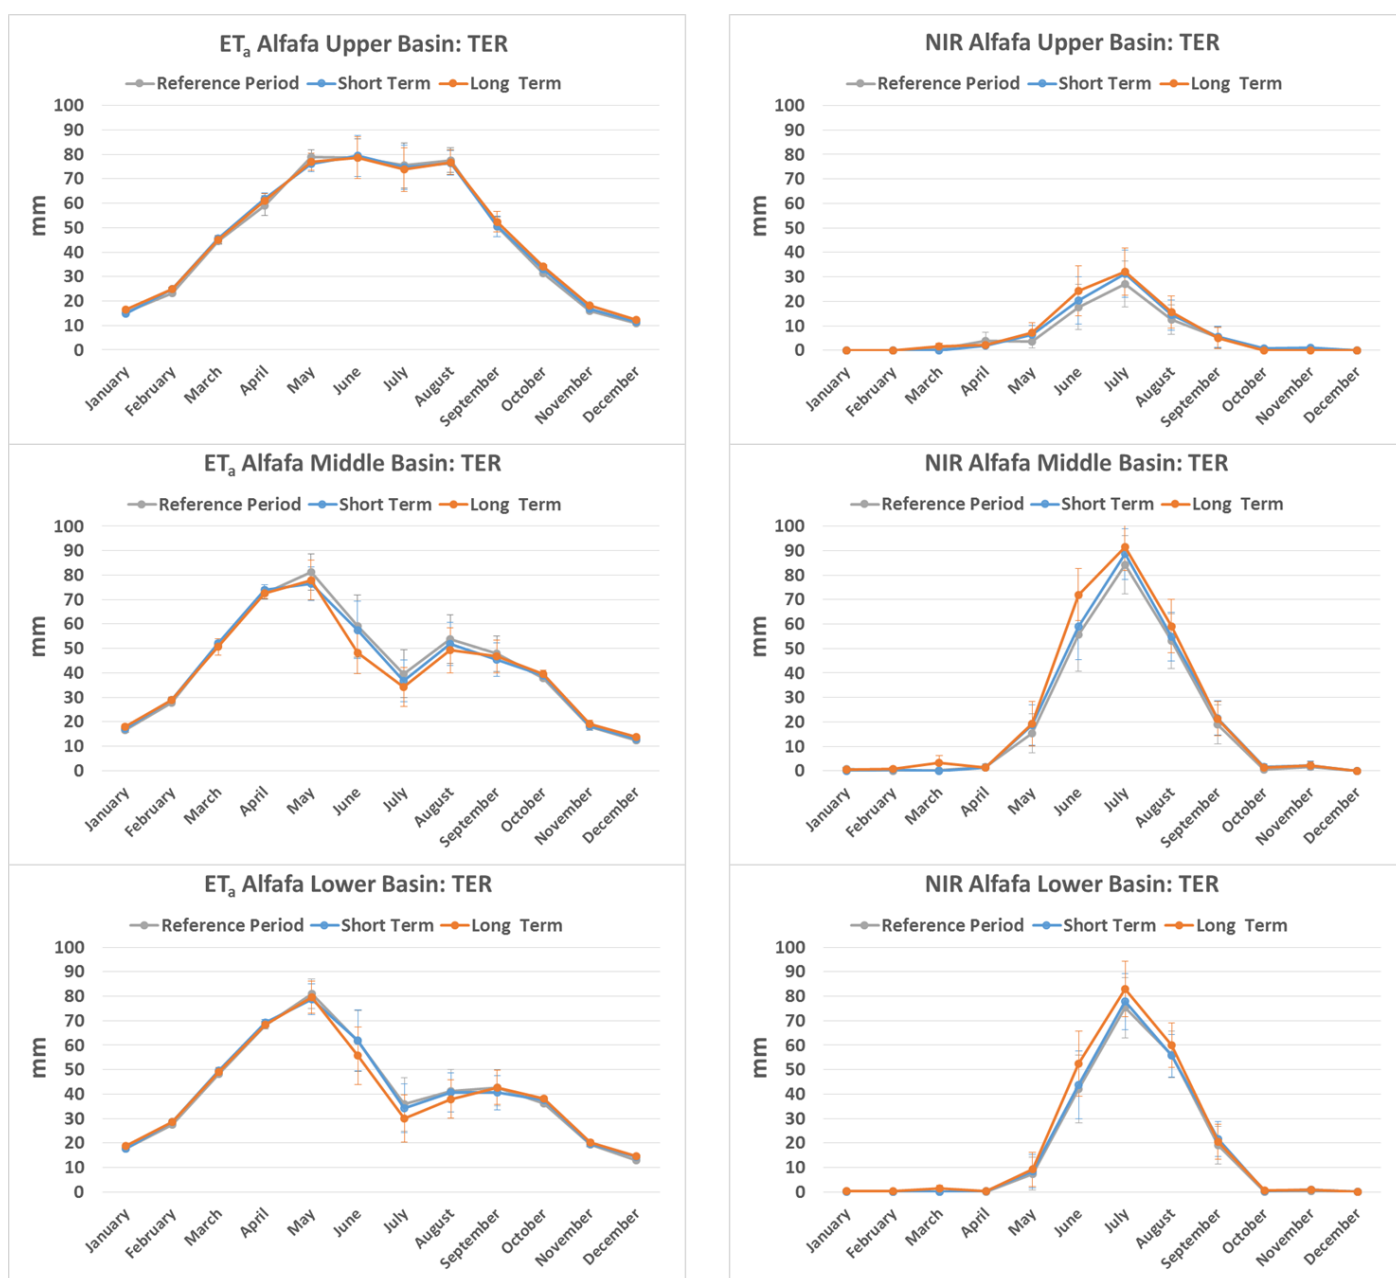 ETa Alfafa Upper Basin: TER
Reference Period Short Term Long Term
100
90
80
70
60
50
40
30
20
10
0
mm
January February March April May June July August September October November December
NIR Alfafa Upper Basin: TER
Reference Period Short Term Long Term
100
90
80
70
60
50
40
30
20
10
0
mm
January February March April May June July August September October November December
ETa Alfafa Middle Basin: TER
Reference Period Short Term Long Term
100
90
80
70
60
50
40
30
20
10
0
mm
January February March April May June July August September October November December
NIR Alfafa Middle Basin: TER
Reference Period Short Term Long Term
100
90
80
70
60
50
40
30
20
10
0
mm
January February March April May June July August September October November December
ETa Alfafa Lower Basin: TER
Reference Period Short Term Long Term
100
90
80
70
60
50
40
30
20
10
0
mm
January February March April May June July August September October November December
NIR Alfafa Lower Basin: TER
Reference Period Short Term Long Term
100
90
80
70
60
50
40
30
20
10
0
mm
January February March April May June July August September October November December